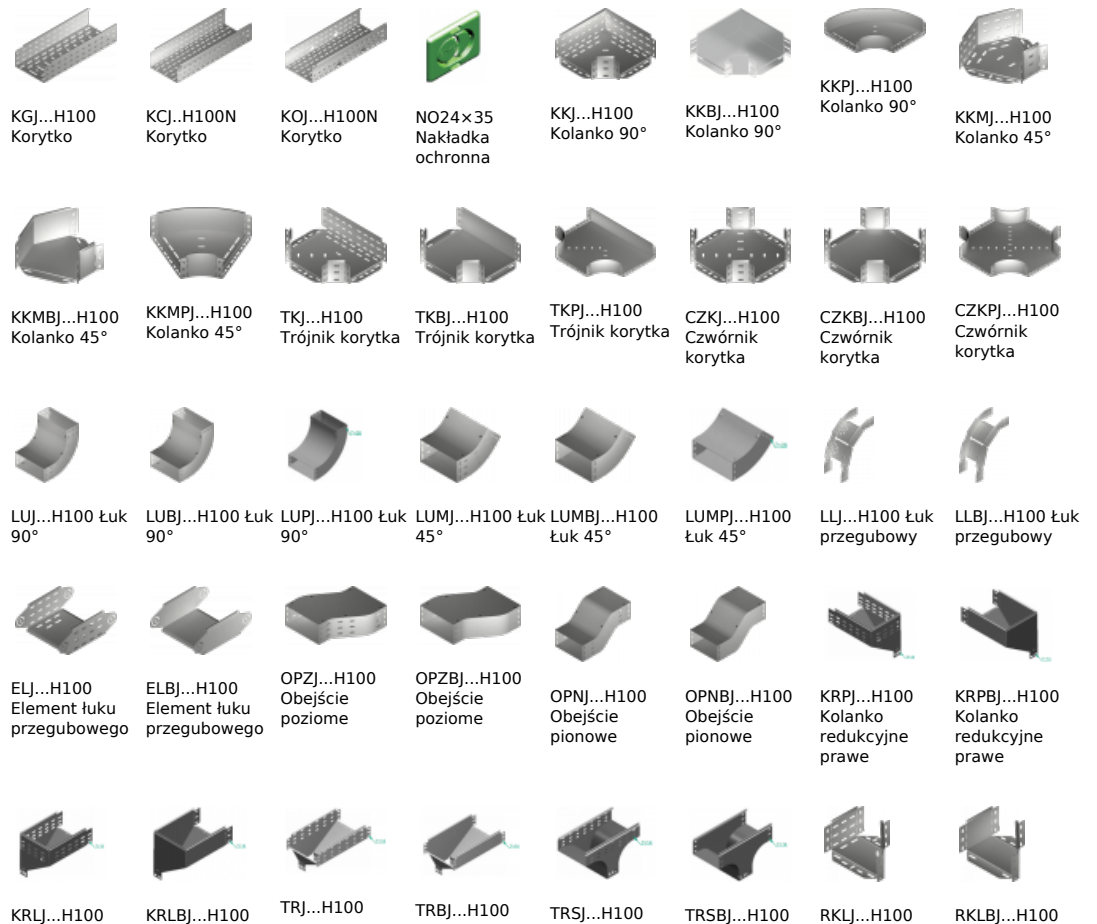 KGJ...H100
Korytko
KCJ..H100N
Korytko
KOJ...H100N
Korytko
NO24×35
Nakładka
ochronna
KKJ...H100
Kolanko 90°
KKBJ...H100
Kolanko 90°
KKPJ...H100
Kolanko 90°
KKMJ...H100
Kolanko 45°
KKMBJ...H100
Kolanko 45°
KKMPJ...H100
Kolanko 45°
TKJ...H100
Trójnik korytka
TKBJ...H100
Trójnik korytka
TKPJ...H100
Trójnik korytka
CZKJ...H100
Czwórnik
korytka
CZKBJ...H100
Czwórnik
korytka
CZKPJ...H100
Czwórnik
korytka
LUJ...H100 Łuk
90°
LUBJ...H100 Łuk
90°
LUPJ...H100 Łuk
90°
LUMJ...H100 Łuk
45°
LUMBJ...H100
Łuk 45°
LUMPJ...H100
Łuk 45°
LLJ...H100 Łuk
przegubowy
LLBJ...H100 Łuk
przegubowy
ELJ...H100
Element łuku
przegubowego
ELBJ...H100
Element łuku
przegubowego
OPZJ...H100
Obejście
poziome
OPZBJ...H100
Obejście
poziome
OPNJ...H100
Obejście
pionowe
OPNBJ...H100
Obejście
pionowe
KRPJ...H100
Kolanko
redukcyjne
prawe
KRPBJ...H100
Kolanko
redukcyjne
prawe
KRLJ...H100
KRLBJ...H100
TRJ...H100
TRBJ...H100
TRSJ...H100
TRSBJ...H100
RKLJ...H100
RKLBJ...H100